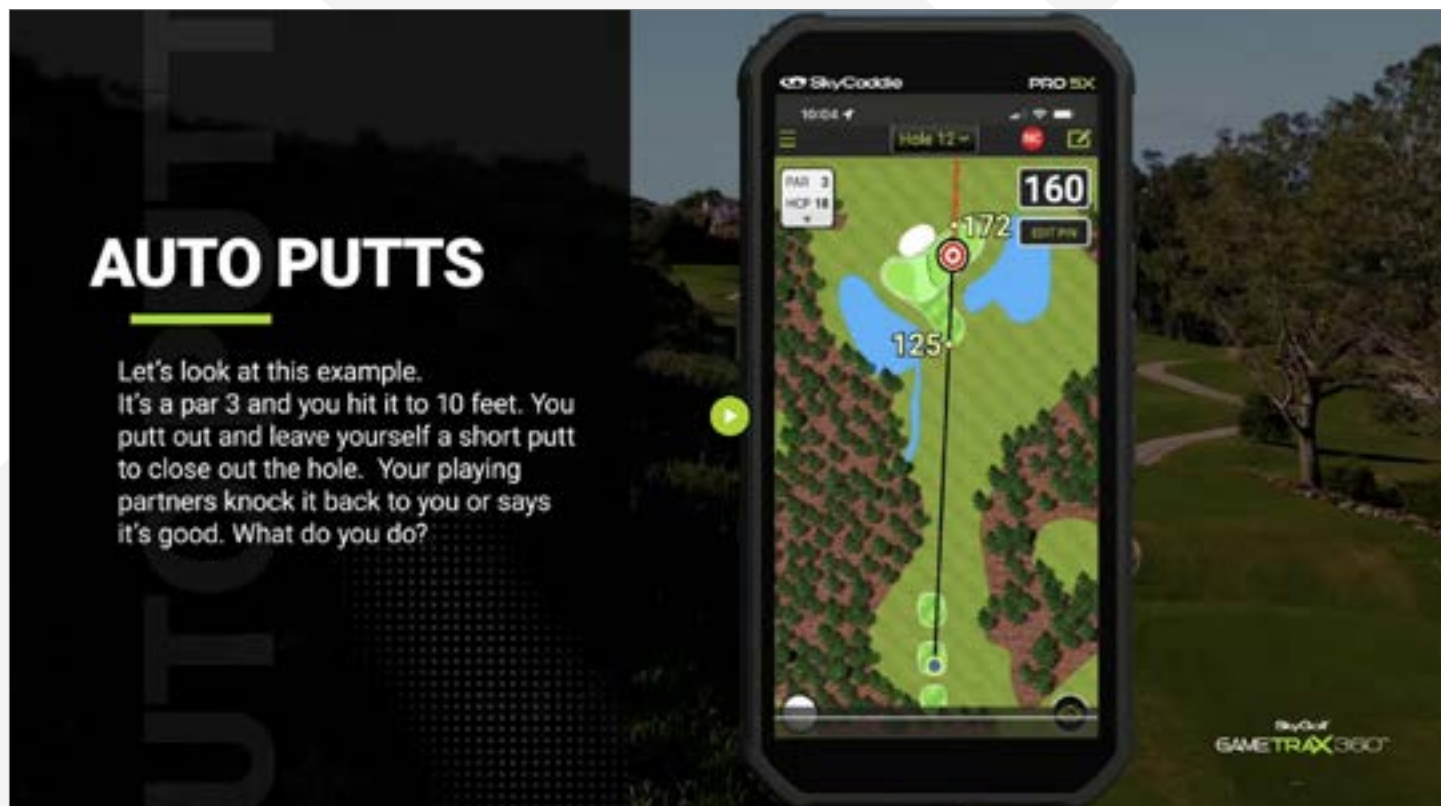 AUTO PUTTS
Let's look at this example.
It's a par 3 and you hit it to 10 feet. You
putt out and leave yourself a short putt
to close out the hole. Your playing
partners knock it back to you or says
it's good. What do you do?
SkyCaddie PRO 5X
10:04
Hole 12
NC
PAR 3
HCP 18
160
EDIT PIN
172
125
SkyGolf
GAMETRAX360